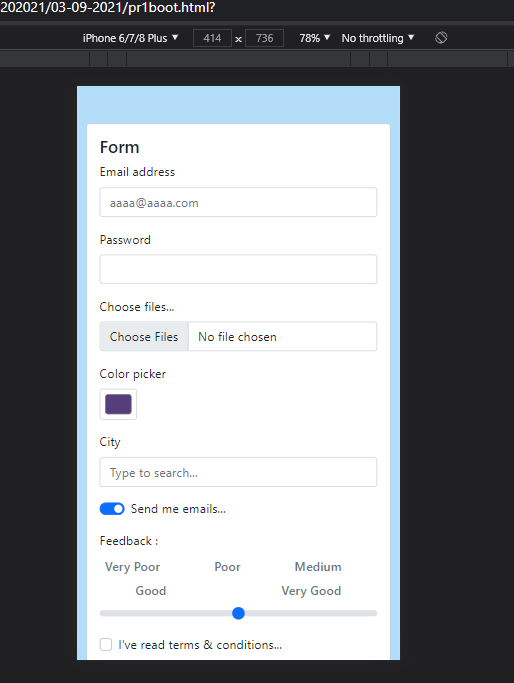 202021/03-09-2021/pr1boot.html?
iPhone 6/7/8 Plus ▼ 414 x 736 78% ▼ No throttling ▼
Form
Email address
aaaa@aaaa.com
Password
Choose files...
Choose Files No file chosen
Color picker
City
Type to search...
Send me emails...
Feedback :
Very Poor Poor Medium
Good Very Good
I've read terms & conditions...